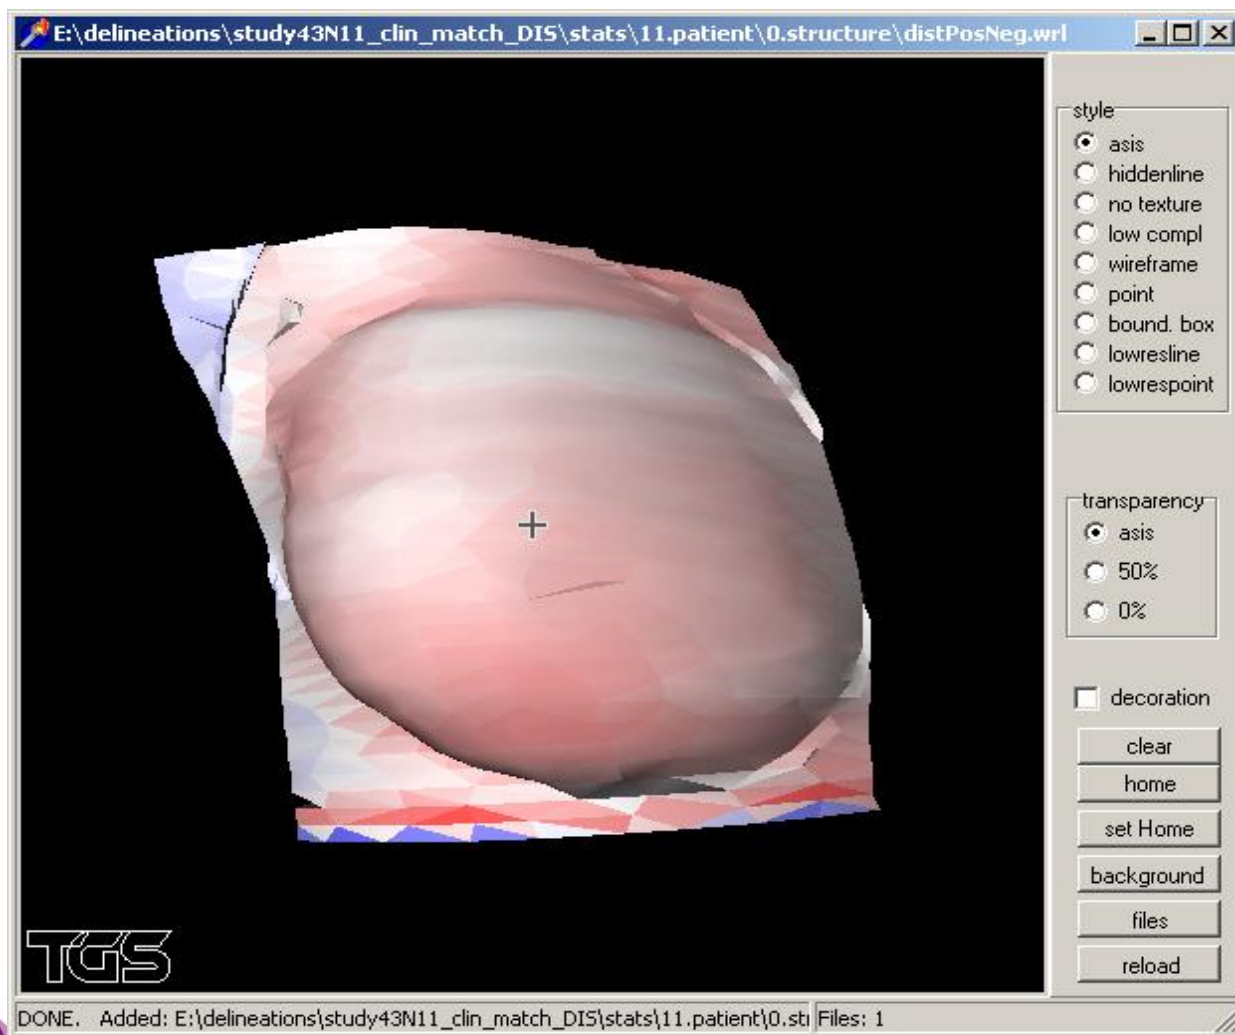 E:\delineations\study43N11_clin_match_DIS\stats\11.patient\0.structure\distPosNeg.wrl
style
asis
hiddenline
no texture
low compl
wireframe
point
bound. box
lowresline
lowrespoint
transparency
asis
50%
0%
decoration
clear
home
set Home
background
files
reload
TGS
DONE. Added: E:\delineations\study43N11_clin_match_DIS\stats\11.patient\0.st Files: 1